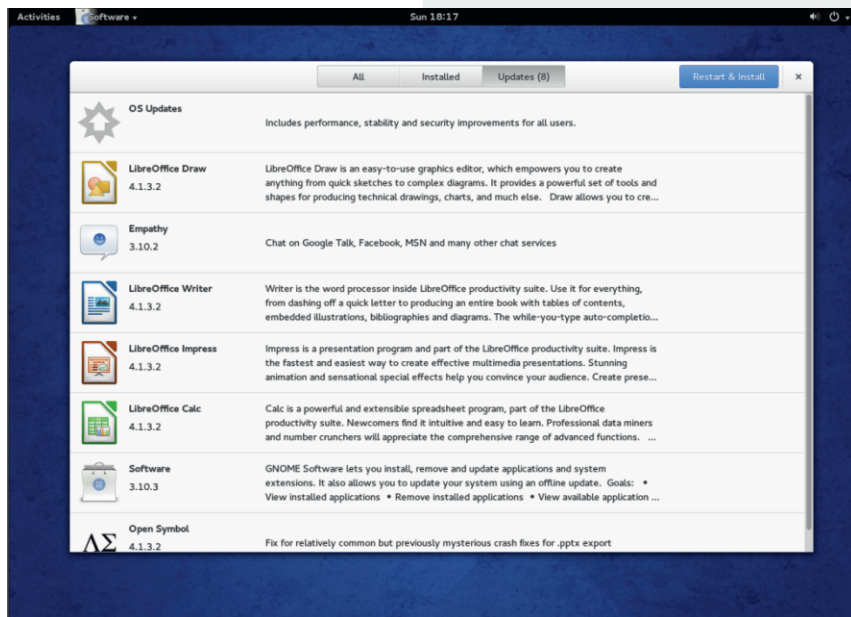 Activities Software Sun 18:17
All Installed Updates (8) Restart & Install ×
OS Updates
Includes performance, stability and security improvements for all users.
LibreOffice Draw
4.1.3.2
LibreOffice Draw is an easy-to-use graphics editor, which empowers you to create
anything from quick sketches to complex diagrams. It provides a powerful set of tools and
shapes for producing technical drawings, charts, and much else. Draw allows you to cre...
Empathy
3.10.2
Chat on Google Talk, Facebook, MSN and many other chat services
LibreOffice Writer
4.1.3.2
Writer is the word processor inside LibreOffice productivity suite. Use it for everything,
from dashing off a quick letter to producing an entire book with tables of contents,
embedded illustrations, bibliographies and diagrams. The while-you-type auto-completio...
LibreOffice Impress
4.1.3.2
Impress is a presentation program and part of the LibreOffice productivity suite. Impress is
the fastest and easiest way to create effective multimedia presentations. Stunning
animation and sensational special effects help you convince your audience. Create prese...
LibreOffice Calc
4.1.3.2
Calc is a powerful and extensible spreadsheet program, part of the LibreOffice
productivity suite. Newcomers find it intuitive and easy to learn. Professional data miners
and number crunchers will appreciate the comprehensive range of advanced functions. ...
Software
3.10.3
GNOME Software lets you install, remove and update applications and system
extensions. It also allows you to update your system using an offline update. Goals: •
View installed applications • Remove installed applications • View available application ...
ΛΣ
Open Symbol
4.1.3.2
Fix for relatively common but previously mysterious crash fixes for .pptx export